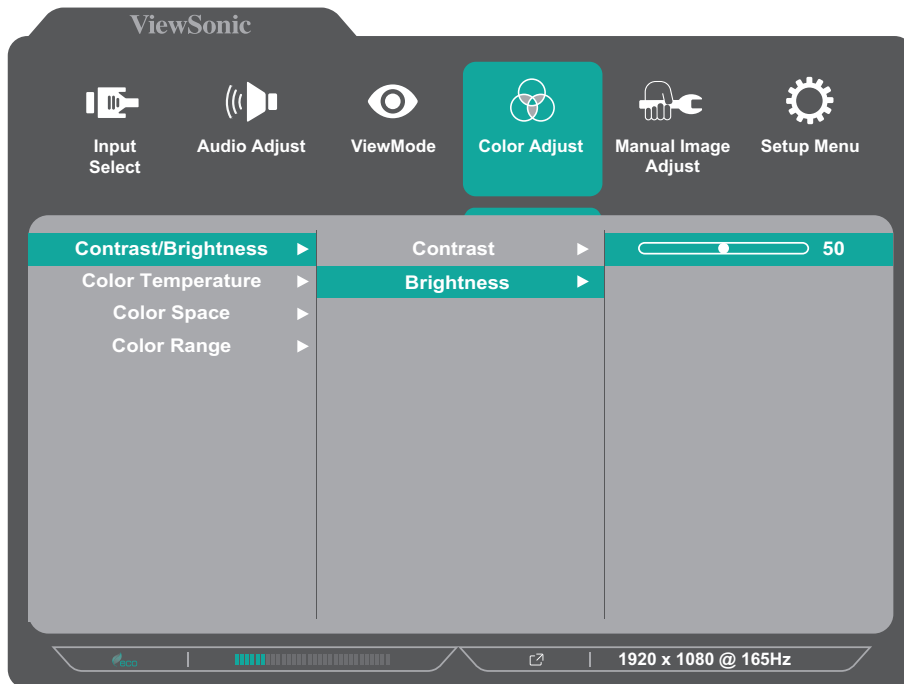 ViewSonic
Input
Select
Audio Adjust
ViewMode
Color Adjust
Manual Image
Adjust
Setup Menu
Contrast/Brightness
Color Temperature
Color Space
Color Range
Contrast
Brightness
50
eco
1920 x 1080 @ 165Hz